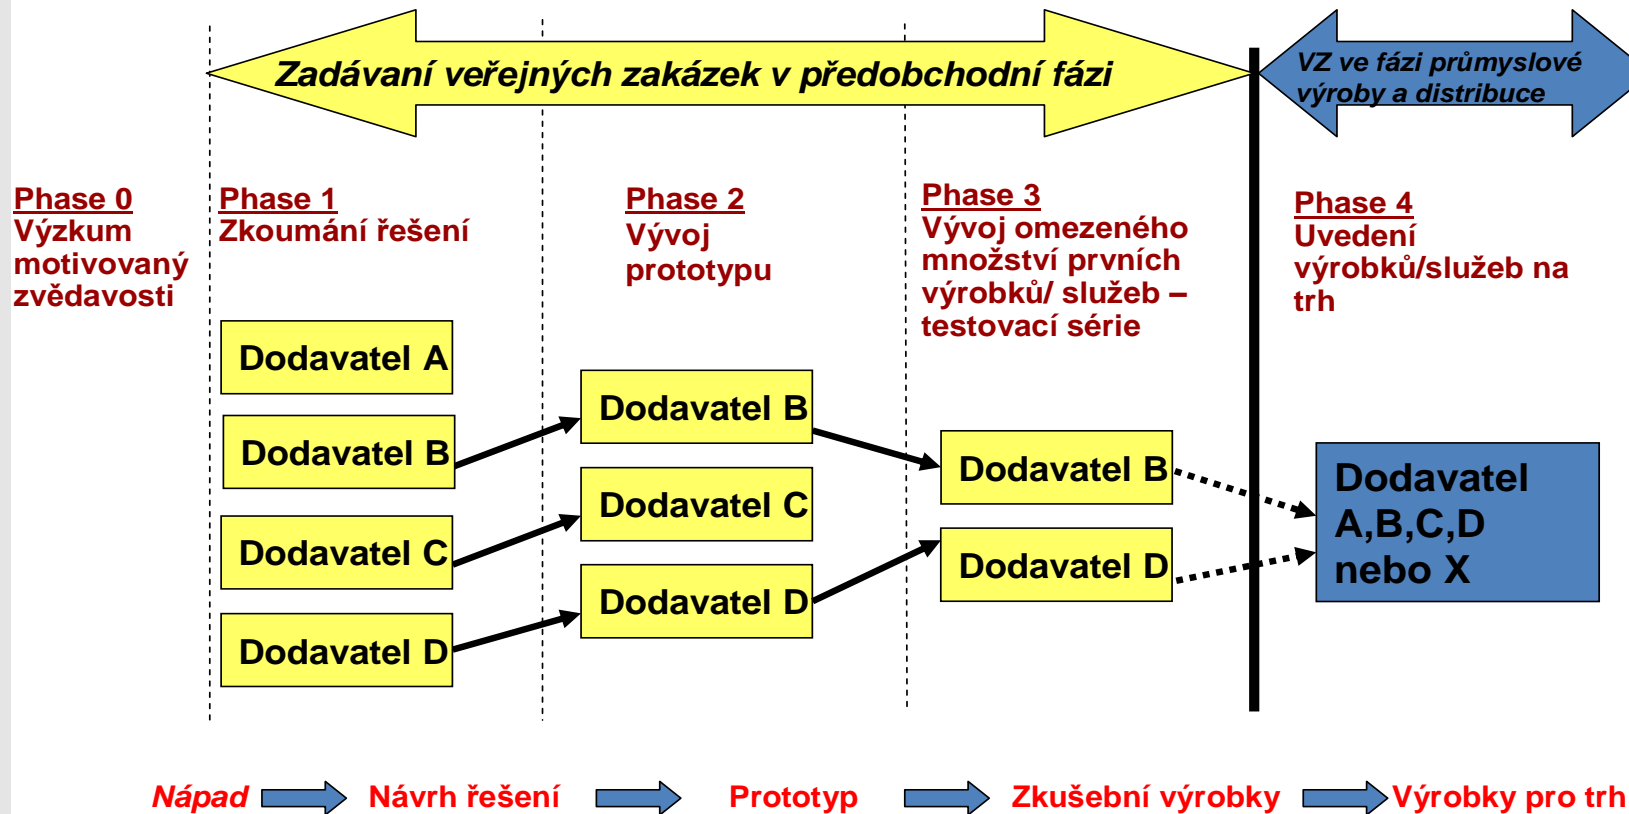 Zadávaní veřejných zakázek v předobchodní fázi
VZ ve fázi průmyslové
výroby a distribuce
Phase 0
Výzkum
motivovaný
zvědavosti
Phase 1
Zkoumání řešení
Phase 2
Vývoj
prototypu
Phase 3
Vývoj omezeného
množství prvních
výrobků/ služeb –
testovací série
Phase 4
Uvedení
výrobků/služeb na
trh
Dodavatel A
Dodavatel B
Dodavatel C
Dodavatel D
Dodavatel B
Dodavatel C
Dodavatel D
Dodavatel B
Dodavatel D
Dodavatel
A,B,C,D
nebo X
Nápad
Návrh řešení
Prototyp
Zkušební výrobky
Výrobky pro trh